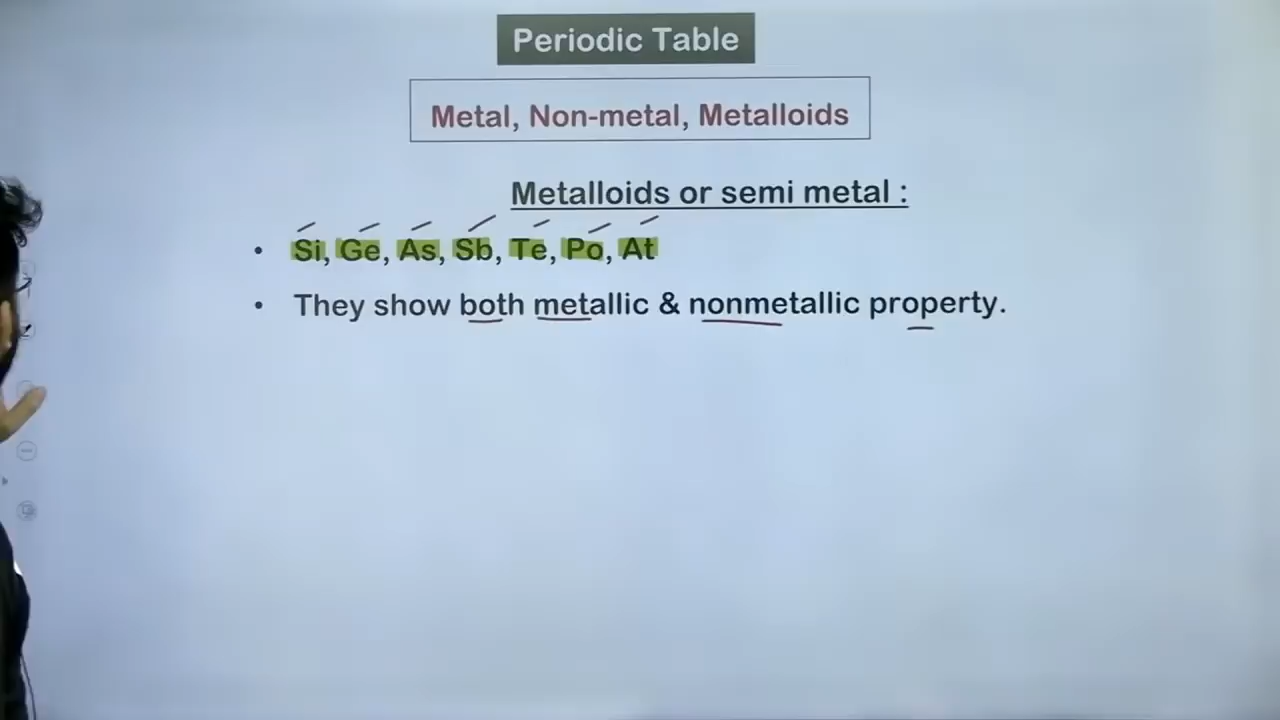 Periodic Table
Metal, Non-metal, Metalloids
Metalloids or semi metal :
• Si, Ge, As, Sb, Te, Po, At
• They show both metallic & nonmetallic property.